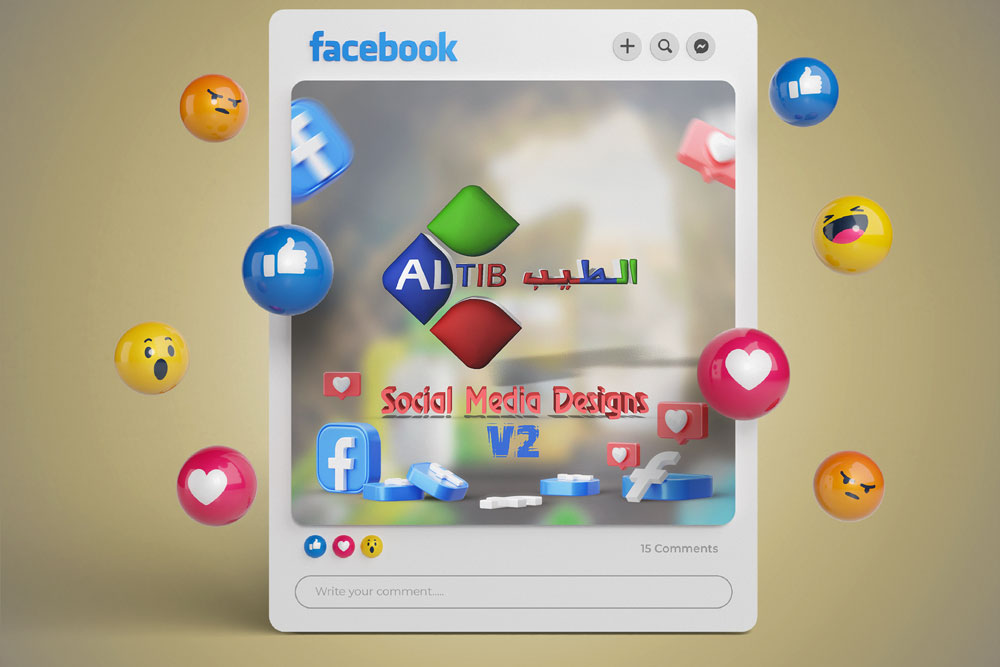 facebook
ALTIB الطيب
Social Media Designs
V2
15 Comments
Write your comment.....